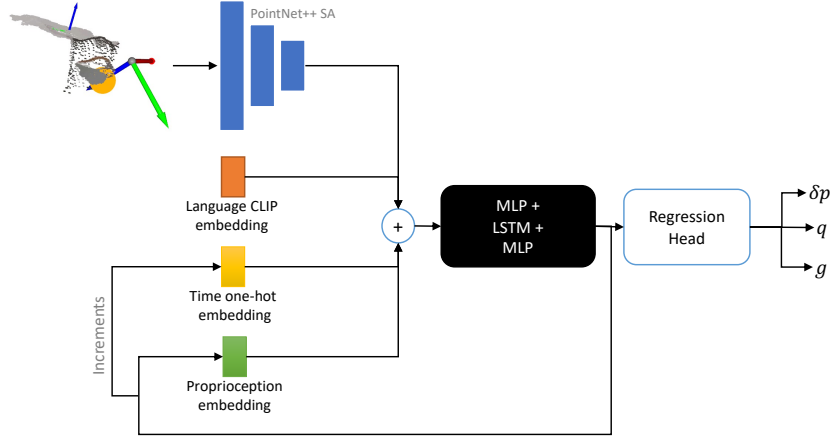 PointNet++ SA
Language CLIP
embedding
Time one-hot
embedding
Proprioception
embedding
Increments
+
MLP +
LSTM +
MLP
Regression
Head
δp
q
g